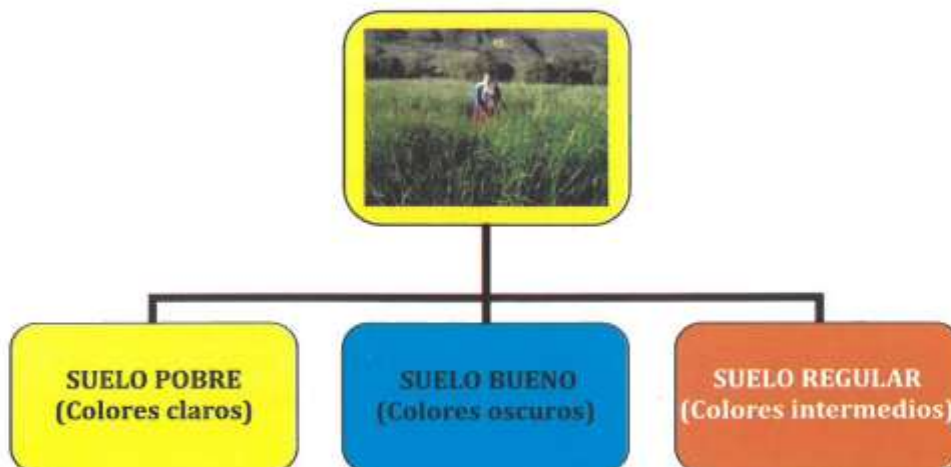 SUELO POBRE
(Colores claros)
SUELO BUENO
(Colores oscuros)
SUELO REGULAR
(Colores intermedios)